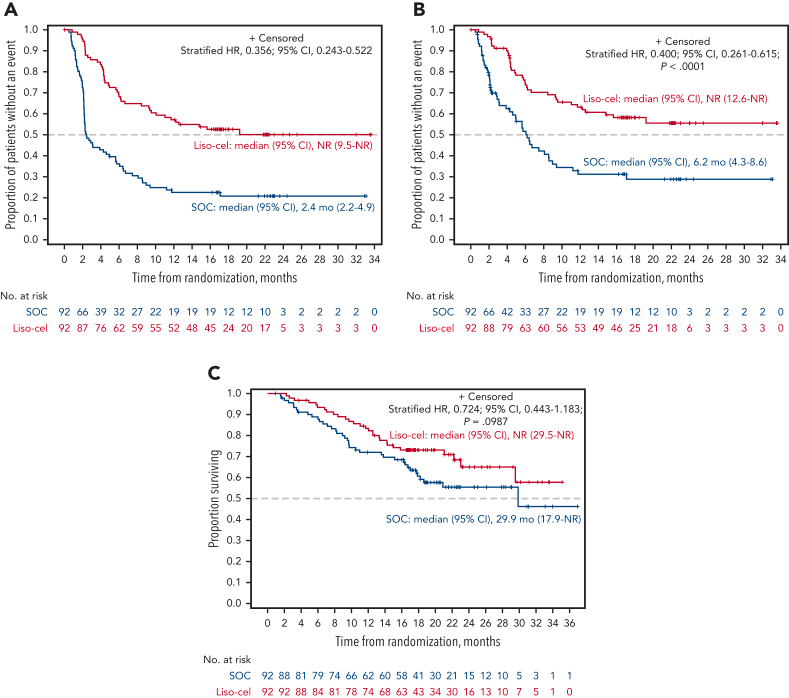 A
+ Censored
Stratified HR, 0.356; 95% CI, 0.243-0.522
Proportion of patients without an event
1.0
0.9
0.8
0.7
0.6
0.5
0.4
0.3
0.2
0.1
0.0
Liso-cel: median (95% CI), NR (9.5-NR)
SOC: median (95% CI), 2.4 mo (2.2-4.9)
0 2 4 6 8 10 12 14 16 18 20 22 24 26 28 30 32 34
Time from randomization, months
No. at risk
SOC 92 66 39 32 27 22 19 19 19 12 12 10 3 2 2 2 2 0
Liso-cel 92 87 76 62 59 55 52 48 45 24 20 17 5 3 3 3 3 0
B
+ Censored
Stratified HR, 0.400; 95% CI, 0.261-0.615;
P < .0001
Proportion of patients without an event
1.0
0.9
0.8
0.7
0.6
0.5
0.4
0.3
0.2
0.1
0.0
Liso-cel: median (95% CI), NR (12.6-NR)
SOC: median (95% CI), 6.2 mo (4.3-8.6)
0 2 4 6 8 10 12 14 16 18 20 22 24 26 28 30 32 34
Time from randomization, months
No. at risk
SOC 92 66 42 33 27 22 19 19 19 12 12 10 3 2 2 2 2 0
Liso-cel 92 88 79 63 60 56 53 49 46 25 21 18 6 3 3 3 3 0
C
+ Censored
Stratified HR, 0.724; 95% CI, 0.443-1.183;
P = .0987
Proportion surviving
1.0
0.9
0.8
0.7
0.6
0.5
0.4
0.3
0.2
0.1
0.0
Liso-cel: median (95% CI), NR (29.5-NR)
SOC: median (95% CI), 29.9 mo (17.9-NR)
0 2 4 6 8 10 12 14 16 18 20 22 24 26 28 30 32 34 36
Time from randomization, months
No. at risk
SOC 92 88 81 79 74 66 62 60 58 41 30 21 15 12 10 5 3 1 1
Liso-cel 92 92 88 84 81 78 74 68 63 43 34 30 16 13 10 7 5 1 0